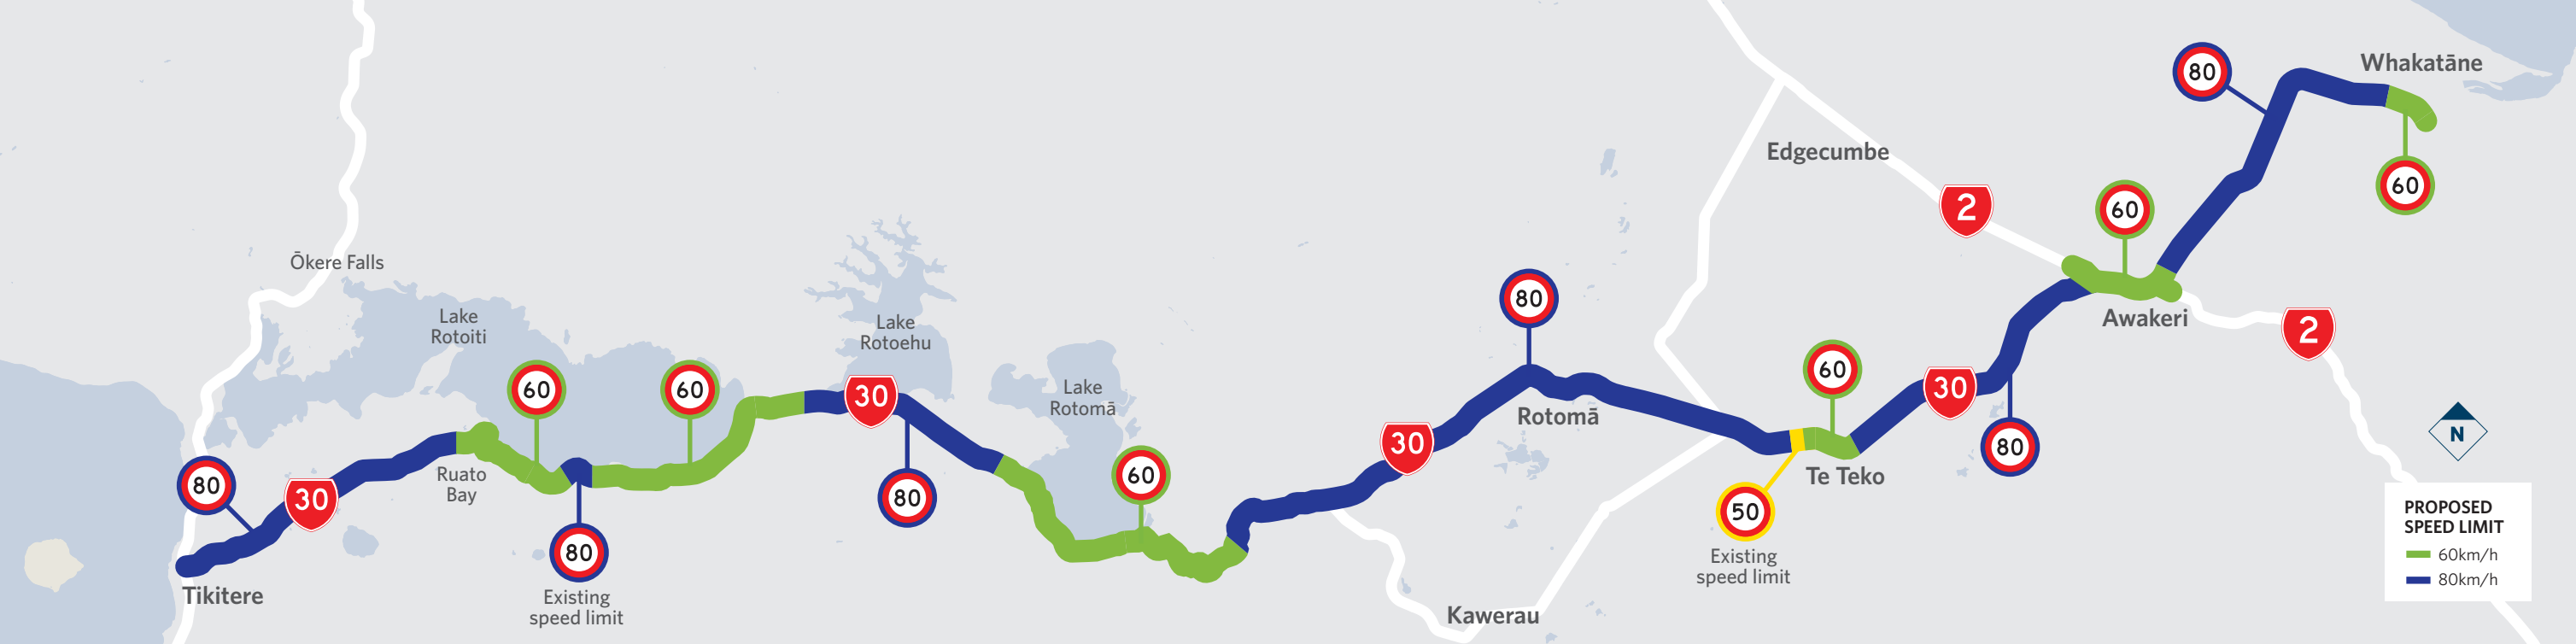 Whakatāne
80
Edgecumbe
60
2
60
Ōkere Falls
Lake
Rotoiti
Lake
Rotoehu
80
2
Awakeri
60
60
Lake
Rotomā
60
30
30
Rotomā
30
80
N
Ruato
Bay
80
30
80
60
Te Teko
50
Existing
speed limit
80
Existing
speed limit
Tikitere
Kawerau
PROPOSED
SPEED LIMIT
60km/h
80km/h